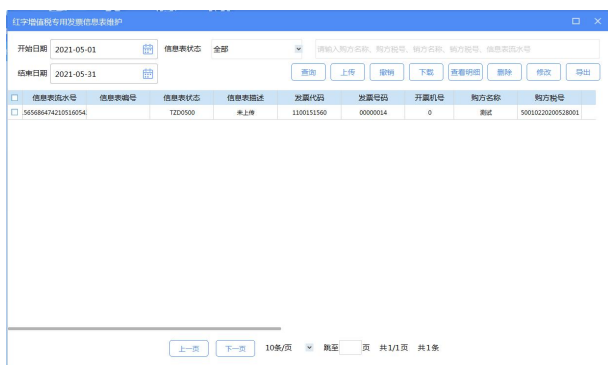 红字增值税专用发票信息表维护
开始日期 2021-05-01 信息表状态 全部 请输入购方名称、购方税号、销方名称、销方税号、信息表流水号
结束日期 2021-05-31 查询 上传 撤销 下载 查看明细 删除 修改 导出
信息表流水号 信息表编号 信息表状态 信息表描述 发票代码 发票号码 开票机号 购方名称 购方税号
565686474210516054 TZD0500 未上传 1100151560 00000014 0 测试 50010220200528001
上一页 下一页 10条/页 跳至 页 共1/1页 共1条